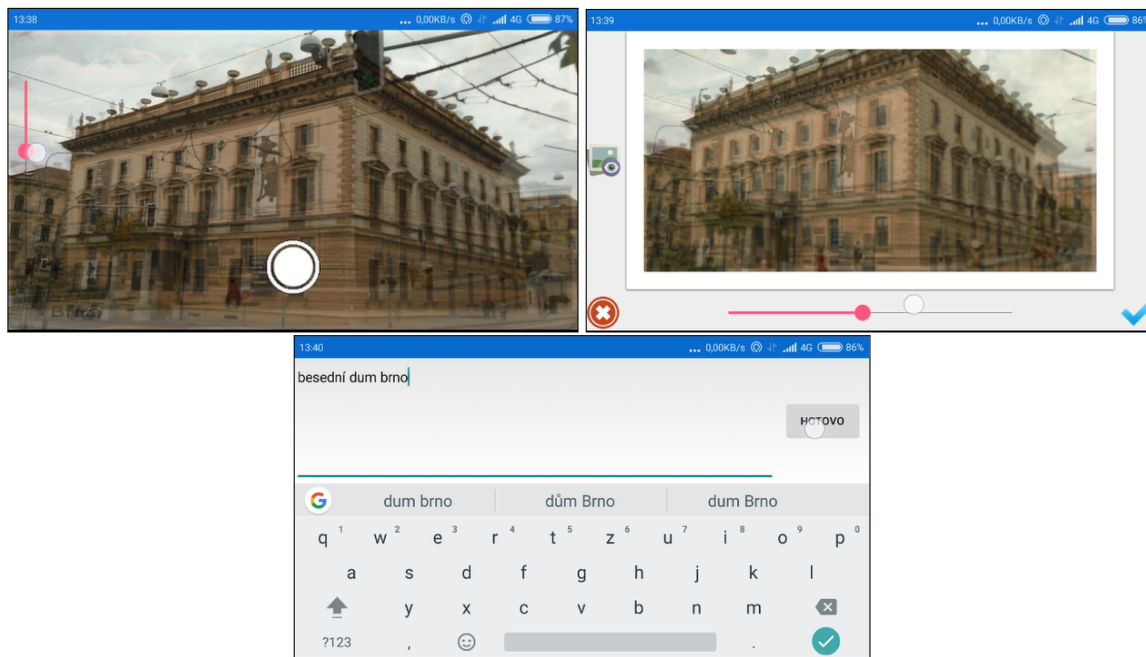 13:38 ... 0,00KB/s 4G 87%
13:39 ... 0,00KB/s 4G 86%
13:40 ... 0,00KB/s 4G 86%
besední dum brno
HOTOVO
dum brno dům Brno dum Brno
q 1 w 2 e 3 r 4 t 5 z 6 u 7 i 8 o 9 p 0
a s d f g h j k l
y x c v b n m
?123 , .